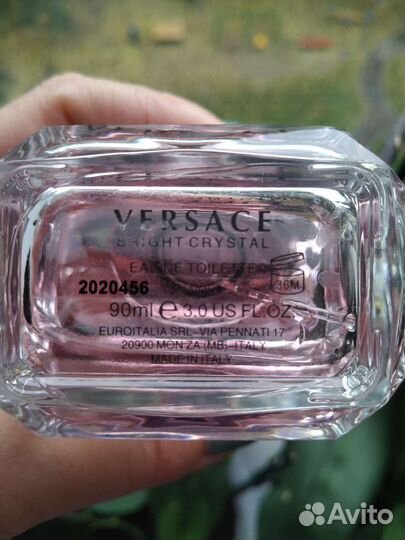 VERSACE
BRIGHT CRYSTAL
EAU DE TOILETTE
2020456
36M
90ml e 3.0 US FL.OZ.
EUROITALIA SRL-VIA PENNATI 17
20900 MONZA (MB)-ITALY
MADE IN ITALY
Avito